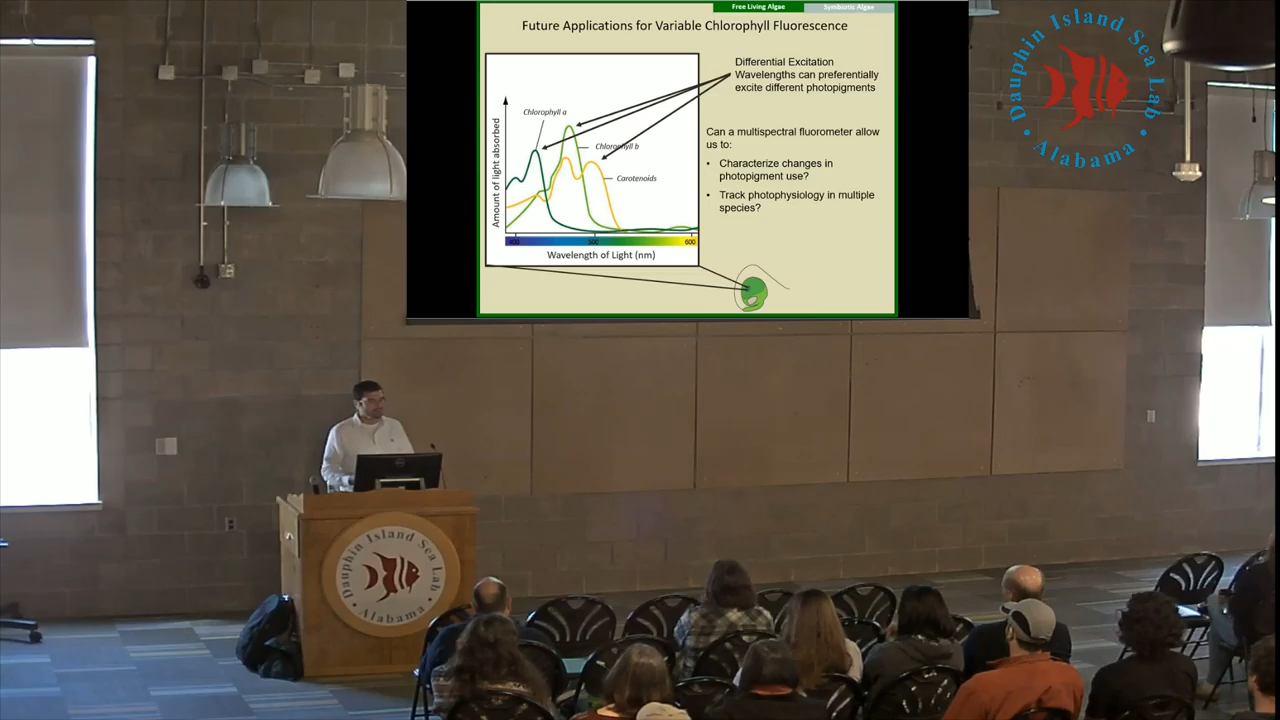 Free Living Algae
Symbiotic Algae
Future Applications for Variable Chlorophyll Fluorescence
Differential Excitation
Wavelengths can preferentially
excite different photopigments
Can a multispectral fluorometer allow
us to:
• Characterize changes in
photopigment use?
• Track photophysiology in multiple
species?
Amount of light absorbed
Chlorophyll a
Chlorophyll b
Carotenoids
400 500 600
Wavelength of Light (nm)
Dauphin Island Sea Lab
Alabama
Dauphin Island Sea Lab
Alabama